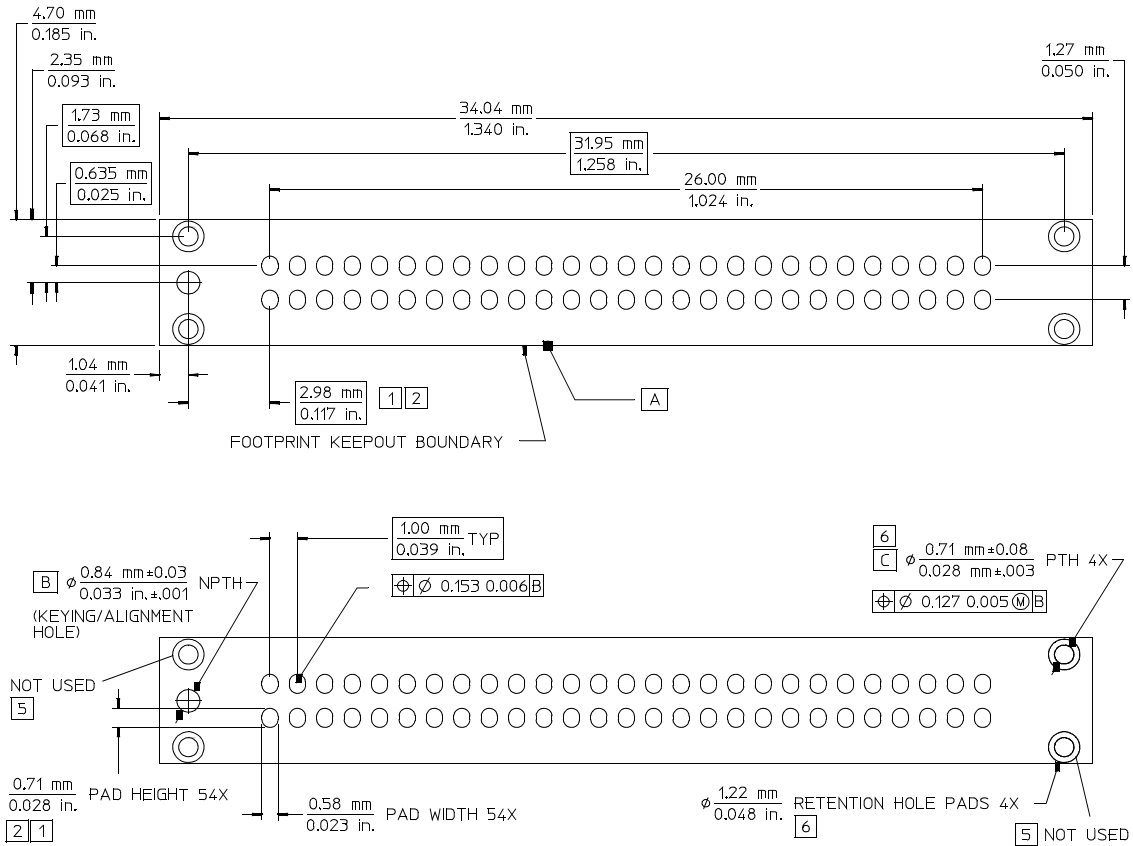 4.70 mm
0.185 in.
2.35 mm
0.093 in.
1.73 mm
0.068 in.
0.635 mm
0.025 in.
34.04 mm
1.340 in.
31.95 mm
1.258 in.
26.00 mm
1.024 in.
1.27 mm
0.050 in.
1.04 mm
0.041 in.
2.98 mm
0.117 in.
1 2
A
FOOTPRINT KEEPOUT BOUNDARY
1.00 mm
0.039 in.
TYP
⌖ Ø 0.153 0.006 B
B ⌀ 0.84 mm±0.03
0.033 in.±.001
NPTH
(KEYING/ALIGNMENT
HOLE)
6
C ⌀ 0.71 mm±0.08
0.028 mm±.003
PTH 4X
⌖ Ø 0.127 0.005 Ⓜ B
NOT USED
5
0.71 mm
0.028 in.
PAD HEIGHT 54X
2 1
0.58 mm
0.023 in.
PAD WIDTH 54X
⌀ 1.22 mm
0.048 in.
RETENTION HOLE PADS 4X
6
5 NOT USED